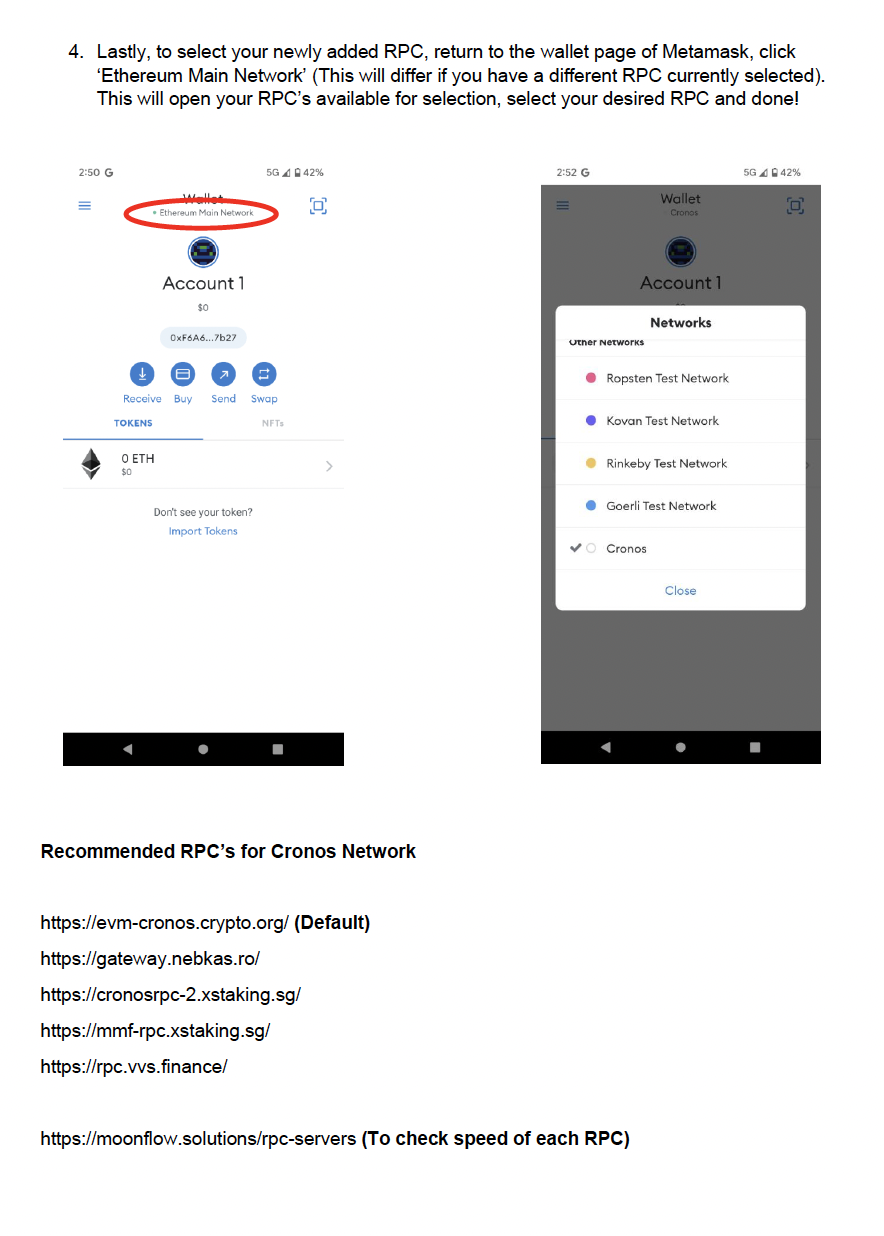 4. Lastly, to select your newly added RPC, return to the wallet page of Metamask, click
‘Ethereum Main Network’ (This will differ if you have a different RPC currently selected).
This will open your RPC’s available for selection, select your desired RPC and done!
2:50 G
5G 42%
Wallet
Ethereum Main Network
Account 1
$0
0xF6A6...7b27
Receive Buy Send Swap
TOKENS NFTs
0 ETH
$0
Don't see your token?
Import Tokens
2:52 G
5G 42%
Wallet
Cronos
Account 1
Networks
Other Networks
Ropsten Test Network
Kovan Test Network
Rinkeby Test Network
Goerli Test Network
Cronos
Close
Recommended RPC’s for Cronos Network
https://evm-cronos.crypto.org/ (Default)
https://gateway.nebkas.ro/
https://cronosrpc-2.xstaking.sg/
https://mmf-rpc.xstaking.sg/
https://rpc.vvs.finance/
https://moonflow.solutions/rpc-servers (To check speed of each RPC)